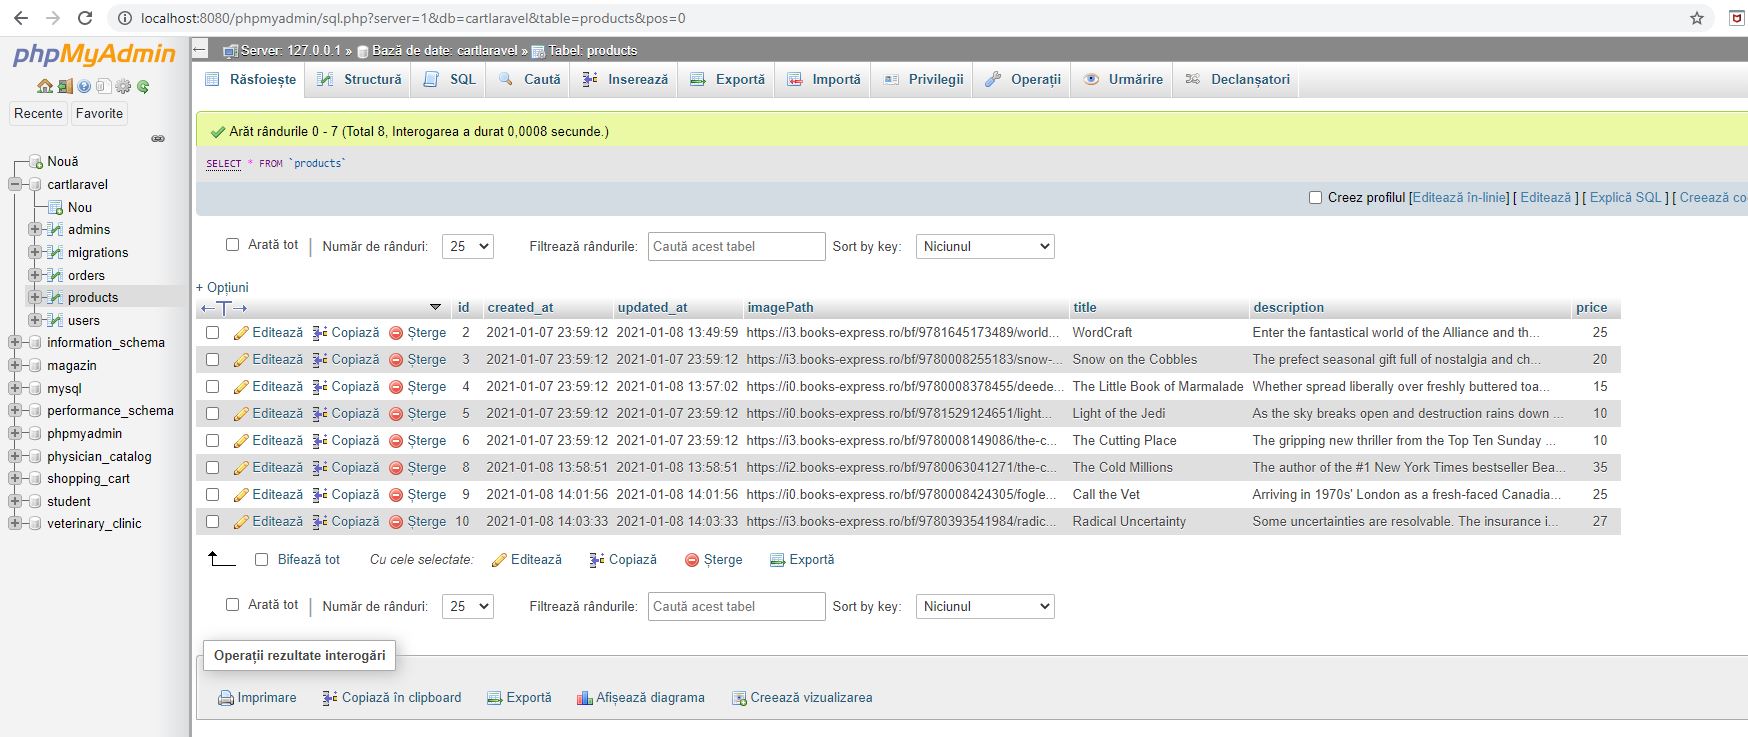 localhost:8080/phpmyadmin/sql.php?server=1&db=cartlaravel&table=products&pos=0
phpMyAdmin
Recente Favorite
Nouă
cartlaravel
Nou
admins
migrations
orders
products
users
information_schema
magazin
mysql
performance_schema
phpmyadmin
physician_catalog
shopping_cart
student
veterinary_clinic
Server: 127.0.0.1 » Bază de date: cartlaravel » Tabel: products
Răsfoiește Structură SQL Caută Inserează Exportă Importă Privilegii Operații Urmărire Declanșatori
Arăt rândurile 0 - 7 (Total 8, Interogarea a durat 0,0008 secunde.)
SELECT * FROM `products`
Creez profilul [Editează în-linie] [ Editează ] [ Explică SQL ] [ Creează co
Arată tot | Număr de rânduri: 25 Filtrează rândurile: Caută acest tabel Sort by key: Niciunul
+ Opțiuni
←T→ id created_at updated_at imagePath title description price
Editează Copiază Șterge 2 2021-01-07 23:59:12 2021-01-08 13:49:59 https://i3.books-express.ro/bf/9781645173489/world... WordCraft Enter the fantastical world of the Alliance and th... 25
Editează Copiază Șterge 3 2021-01-07 23:59:12 2021-01-07 23:59:12 https://i3.books-express.ro/bf/9780008255183/snow-... Snow on the Cobbles The prefect seasonal gift full of nostalgia and ch... 20
Editează Copiază Șterge 4 2021-01-07 23:59:12 2021-01-08 13:57:02 https://i0.books-express.ro/bf/9780008378455/deede... The Little Book of Marmalade Whether spread liberally over freshly buttered toa... 15
Editează Copiază Șterge 5 2021-01-07 23:59:12 2021-01-07 23:59:12 https://i0.books-express.ro/bf/9781529124651/light... Light of the Jedi As the sky breaks open and destruction rains down ... 10
Editează Copiază Șterge 6 2021-01-07 23:59:12 2021-01-07 23:59:12 https://i3.books-express.ro/bf/9780008149086/the-c... The Cutting Place The gripping new thriller from the Top Ten Sunday ... 10
Editează Copiază Șterge 8 2021-01-08 13:58:51 2021-01-08 13:58:51 https://i2.books-express.ro/bf/9780063041271/the-c... The Cold Millions The author of the #1 New York Times bestseller Bea... 35
Editează Copiază Șterge 9 2021-01-08 14:01:56 2021-01-08 14:01:56 https://i0.books-express.ro/bf/9780008424305/fogle... Call the Vet Arriving in 1970s' London as a fresh-faced Canadia... 25
Editează Copiază Șterge 10 2021-01-08 14:03:33 2021-01-08 14:03:33 https://i3.books-express.ro/bf/9780393541984/radic... Radical Uncertainty Some uncertainties are resolvable. The insurance i... 27
Bifează tot Cu cele selectate: Editează Copiază Șterge Exportă
Arată tot | Număr de rânduri: 25 Filtrează rândurile: Caută acest tabel Sort by key: Niciunul
Operații rezultate interogări
Imprimare Copiază în clipboard Exportă Afișează diagrama Creează vizualizarea